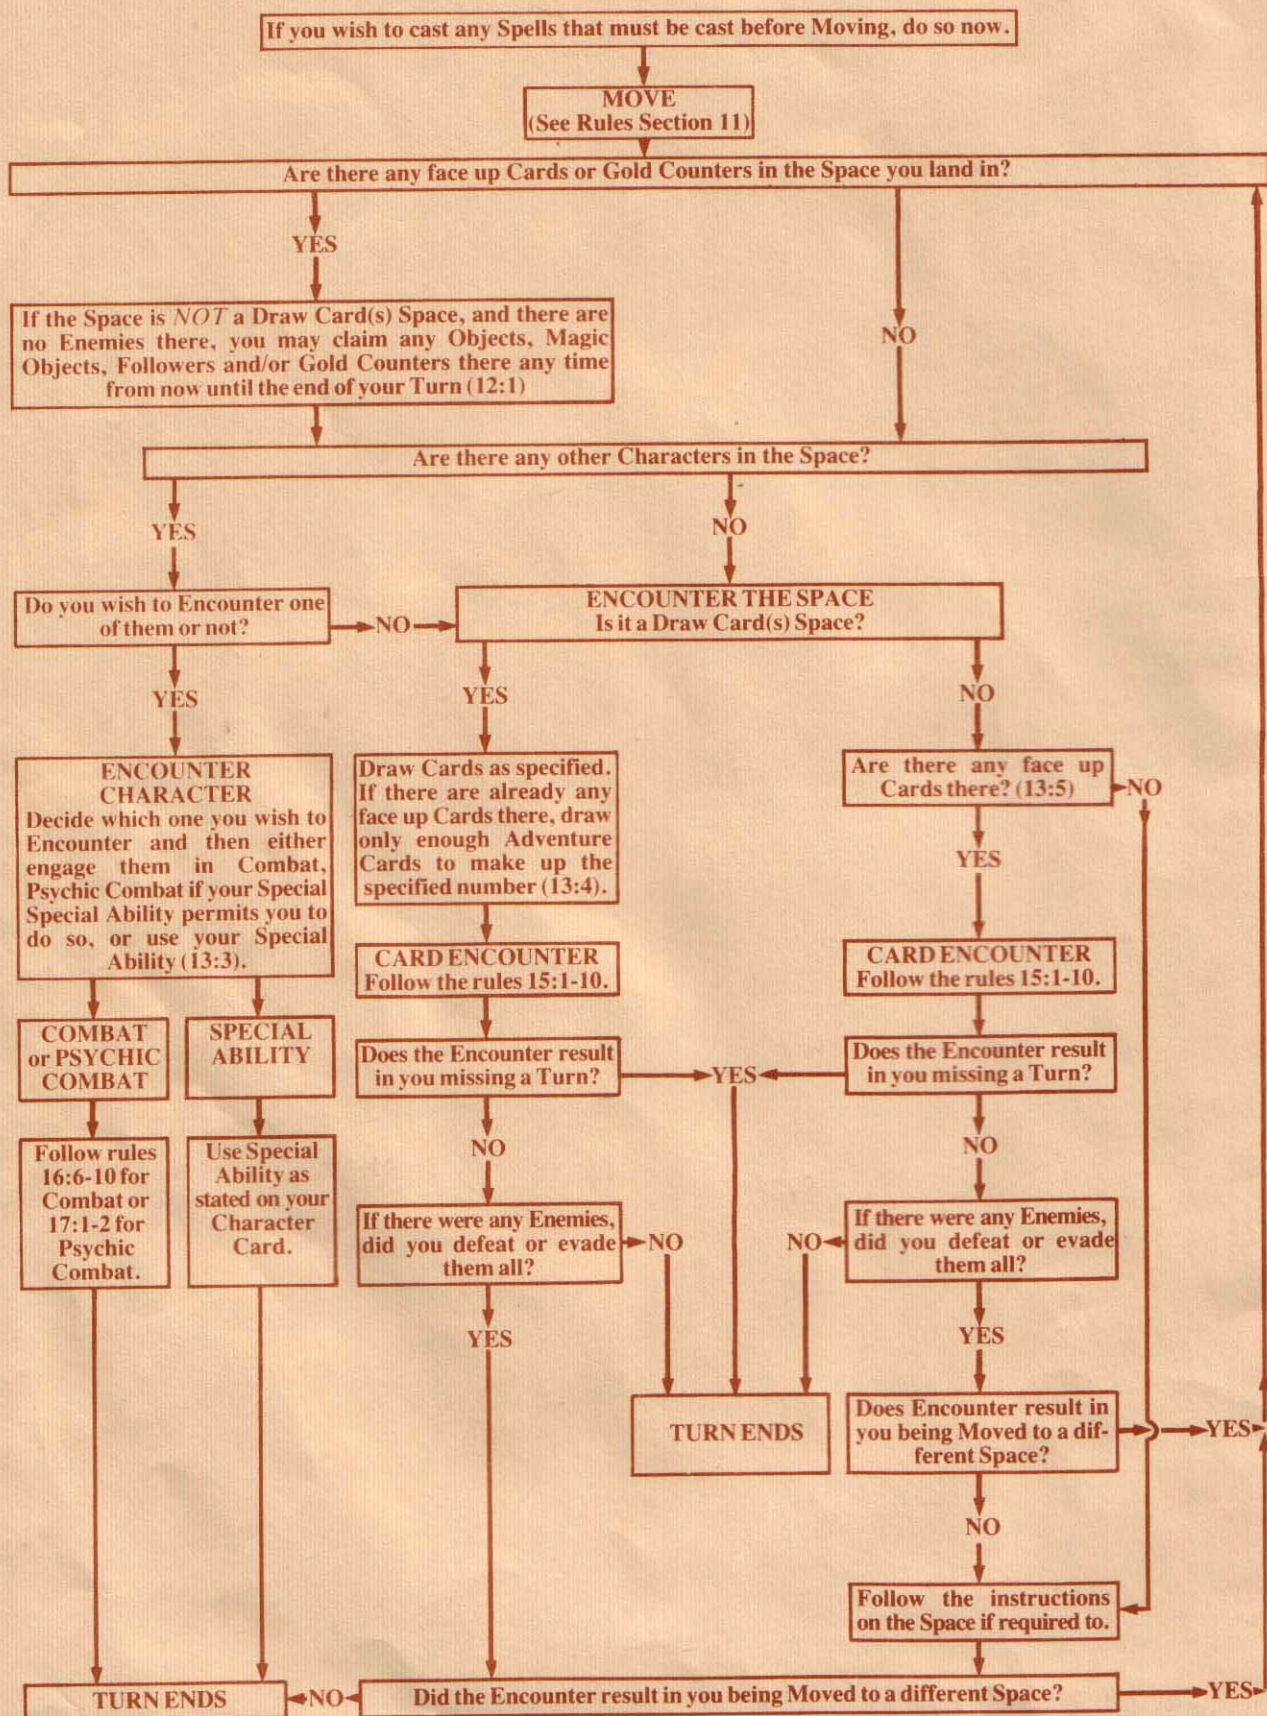 If you wish to cast any Spells that must be cast before Moving, do so now.
MOVE
(See Rules Section 11)
Are there any face up Cards or Gold Counters in the Space you land in?
YES
NO
If the Space is NOT a Draw Card(s) Space, and there are
no Enemies there, you may claim any Objects, Magic
Objects, Followers and/or Gold Counters there any time
from now until the end of your Turn (12:1)
Are there any other Characters in the Space?
YES
NO
Do you wish to Encounter one
of them or not?
NO
ENCOUNTER THE SPACE
Is it a Draw Card(s) Space?
YES
YES
NO
ENCOUNTER
CHARACTER
Decide which one you wish to
Encounter and then either
engage them in Combat,
Psychic Combat if your Special
Special Ability permits you to
do so, or use your Special
Ability (13:3).
Draw Cards as specified.
If there are already any
face up Cards there, draw
only enough Adventure
Cards to make up the
specified number (13:4).
Are there any face up
Cards there? (13:5)
NO
YES
CARD ENCOUNTER
Follow the rules 15:1-10.
CARD ENCOUNTER
Follow the rules 15:1-10.
COMBAT
or PSYCHIC
COMBAT
SPECIAL
ABILITY
Does the Encounter result
in you missing a Turn?
YES
Does the Encounter result
in you missing a Turn?
NO
NO
Follow rules
16:6-10 for
Combat or
17:1-2 for
Psychic
Combat.
Use Special
Ability as
stated on your
Character
Card.
If there were any Enemies,
did you defeat or evade
them all?
NO
NO
If there were any Enemies,
did you defeat or evade
them all?
YES
YES
TURN ENDS
Does Encounter result in
you being Moved to a dif-
ferent Space?
YES
NO
Follow the instructions
on the Space if required to.
TURN ENDS
NO
Did the Encounter result in you being Moved to a different Space?
YES